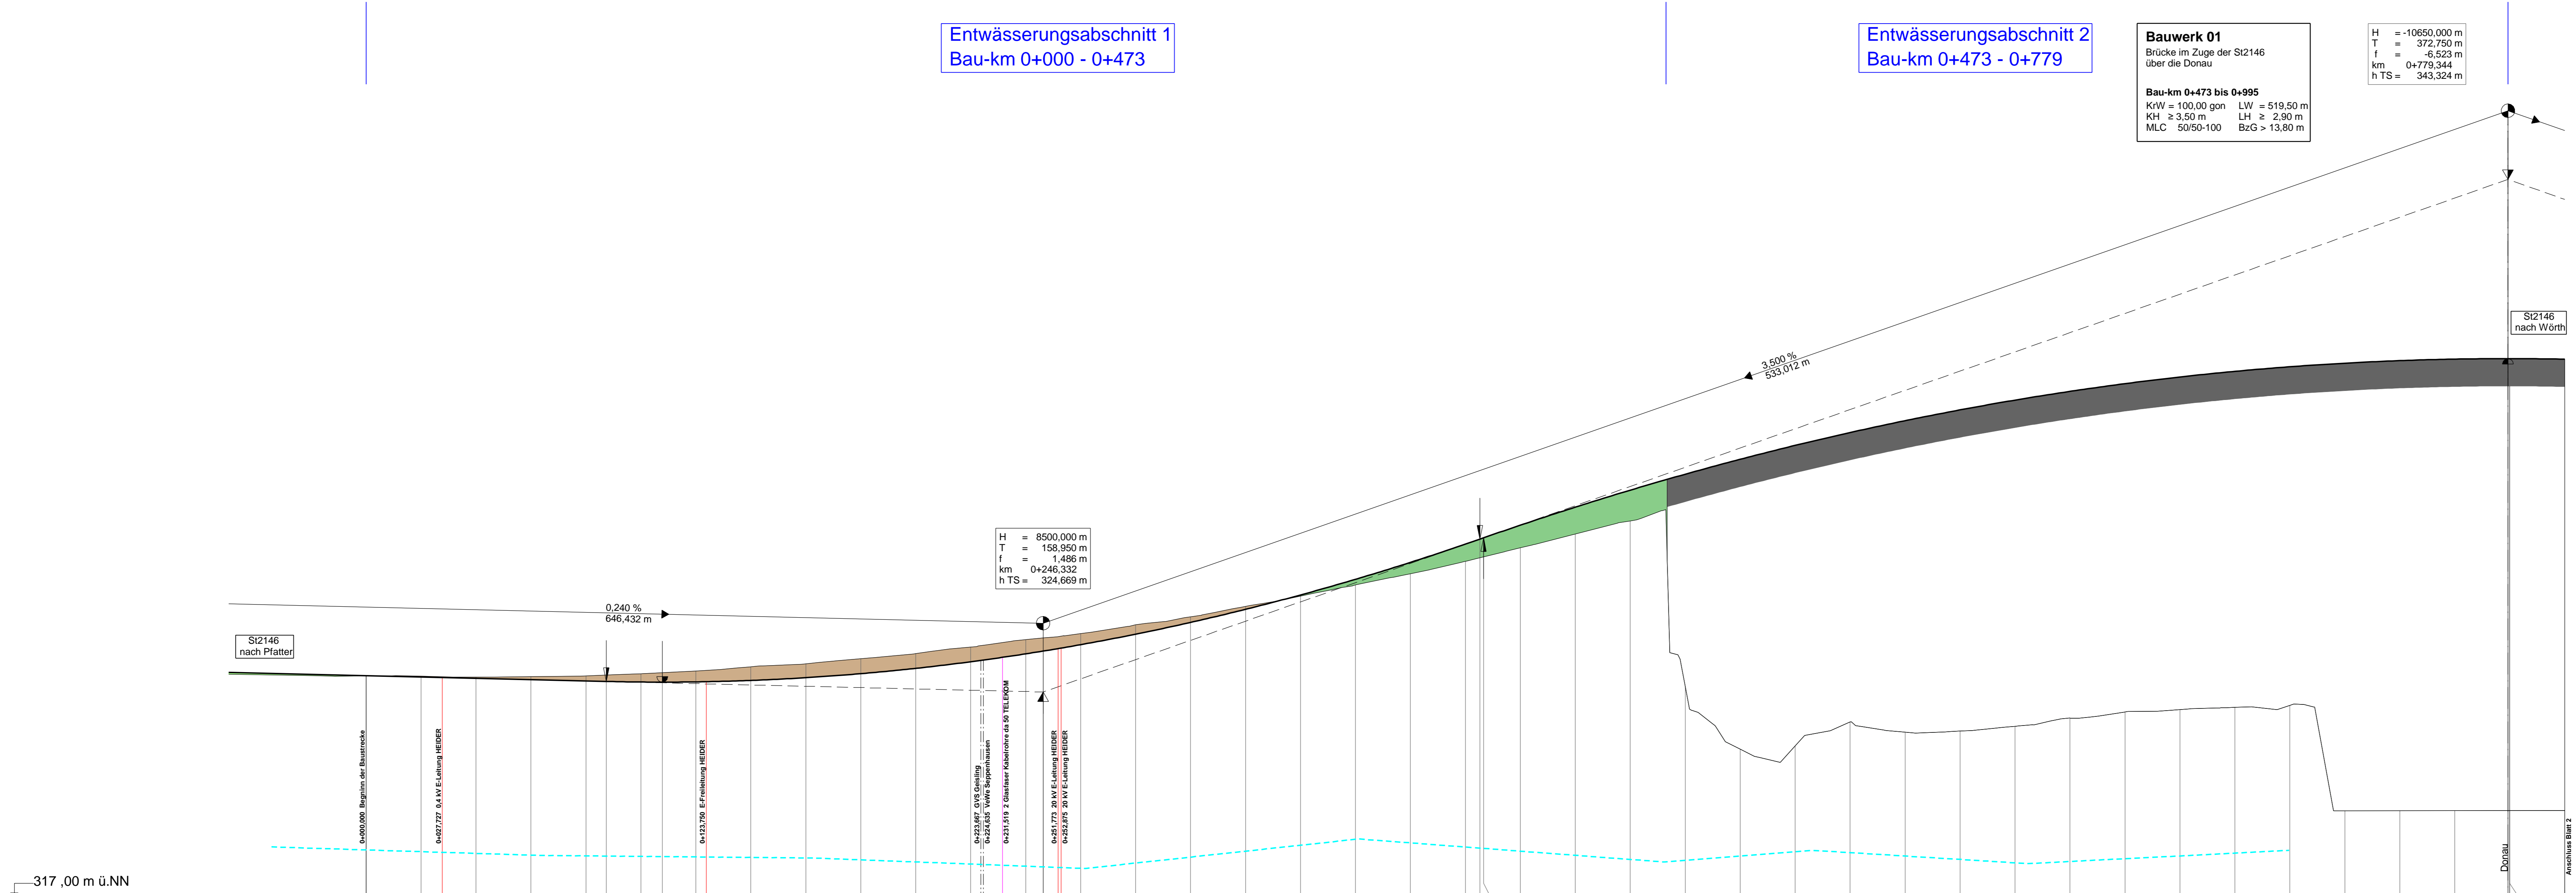 Entwässerungsabschnitt 1
Bau-km 0+000 - 0+473
Entwässerungsabschnitt 2
Bau-km 0+473 - 0+779
Bauwerk 01
Brücke im Zuge der St2146
über die Donau
Bau-km 0+473 bis 0+995
KrW = 100,00 gon LW = 519,50 m
KH ≥ 3,50 m LH ≥ 2,90 m
MLC 50/50-100 BzG > 13,80 m
H = -10650,000 m
T = 372,750 m
f = -6,523 m
km 0+779,344
h TS = 343,324 m
St2146
nach Wörth
3,500 %
533,012 m
H = 8500,000 m
T = 158,950 m
f = 1,486 m
km 0+246,332
h TS = 324,669 m
0,240 %
646,432 m
St2146
nach Pfatter
0+000,000 Begninn der Baustrecke
0+027,727 0,4 kV E-Leitung HEIDER
0+123,750 E-Freileitung HEIDER
0+223,667 GVS Geisling
0+224,635 VeWe Seppenhausen
0+231,519 2 Glasfaser Kabelrohre da 50 TELEKOM
0+251,773 20 kV E-Leitung HEIDER
0+252,875 20 kV E-Leitung HEIDER
Donau
Anschluss Blatt 2
317 ,00 m ü.NN